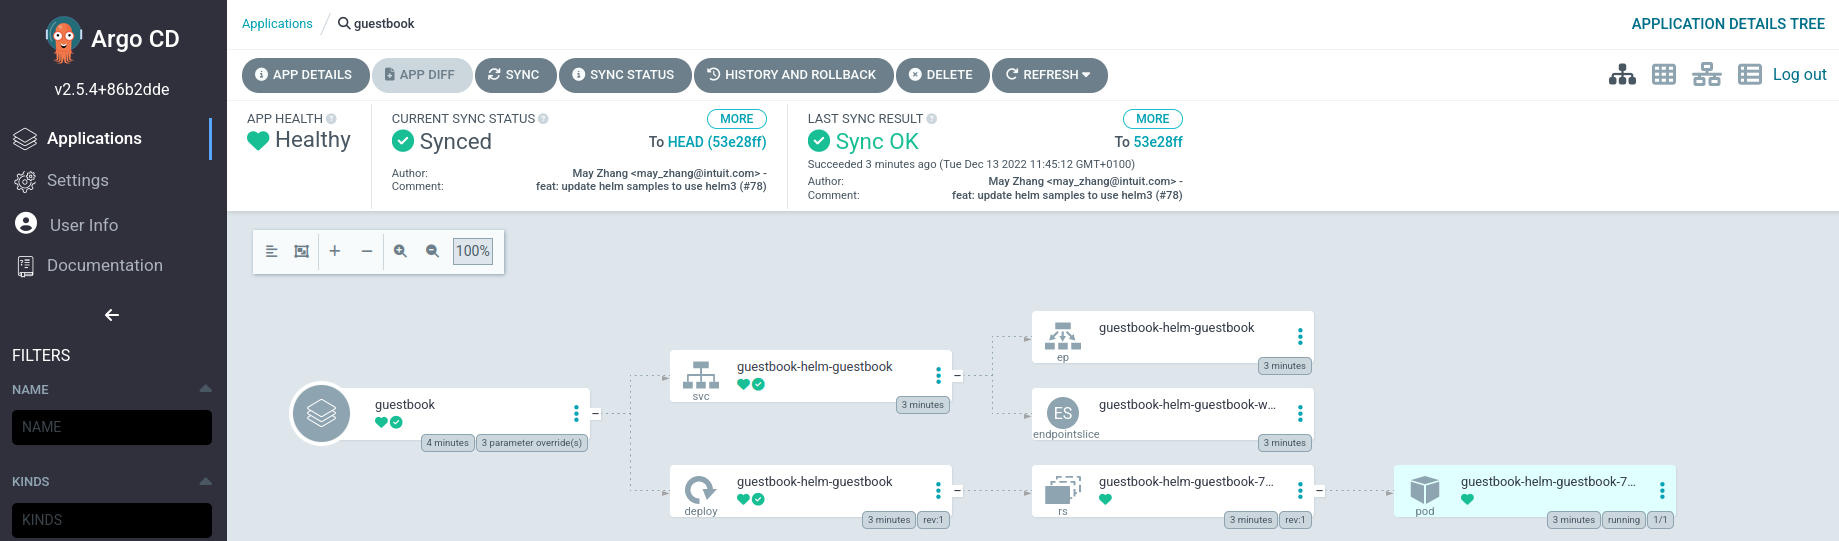 Argo CD
v2.5.4+86b2dde
Applications
Settings
User Info
Documentation
FILTERS
NAME
NAME
KINDS
KINDS
Applications / guestbook
APPLICATION DETAILS TREE
APP DETAILS APP DIFF SYNC SYNC STATUS HISTORY AND ROLLBACK DELETE REFRESH
Log out
APP HEALTH
Healthy
CURRENT SYNC STATUS MORE
Synced To HEAD (53e28ff)
Author: May Zhang <may_zhang@intuit.com> -
Comment: feat: update helm samples to use helm3 (#78)
LAST SYNC RESULT MORE
Sync OK To 53e28ff
Succeeded 3 minutes ago (Tue Dec 13 2022 11:45:12 GMT+0100)
Author: May Zhang <may_zhang@intuit.com> -
Comment: feat: update helm samples to use helm3 (#78)
100%
guestbook
4 minutes 3 parameter override(s)
guestbook-helm-guestbook
svc
3 minutes
guestbook-helm-guestbook
deploy
3 minutes rev:1
guestbook-helm-guestbook
ep
3 minutes
ES guestbook-helm-guestbook-w...
endpointslice
3 minutes
guestbook-helm-guestbook-7...
rs
3 minutes rev:1
guestbook-helm-guestbook-7...
pod
3 minutes running 1/1